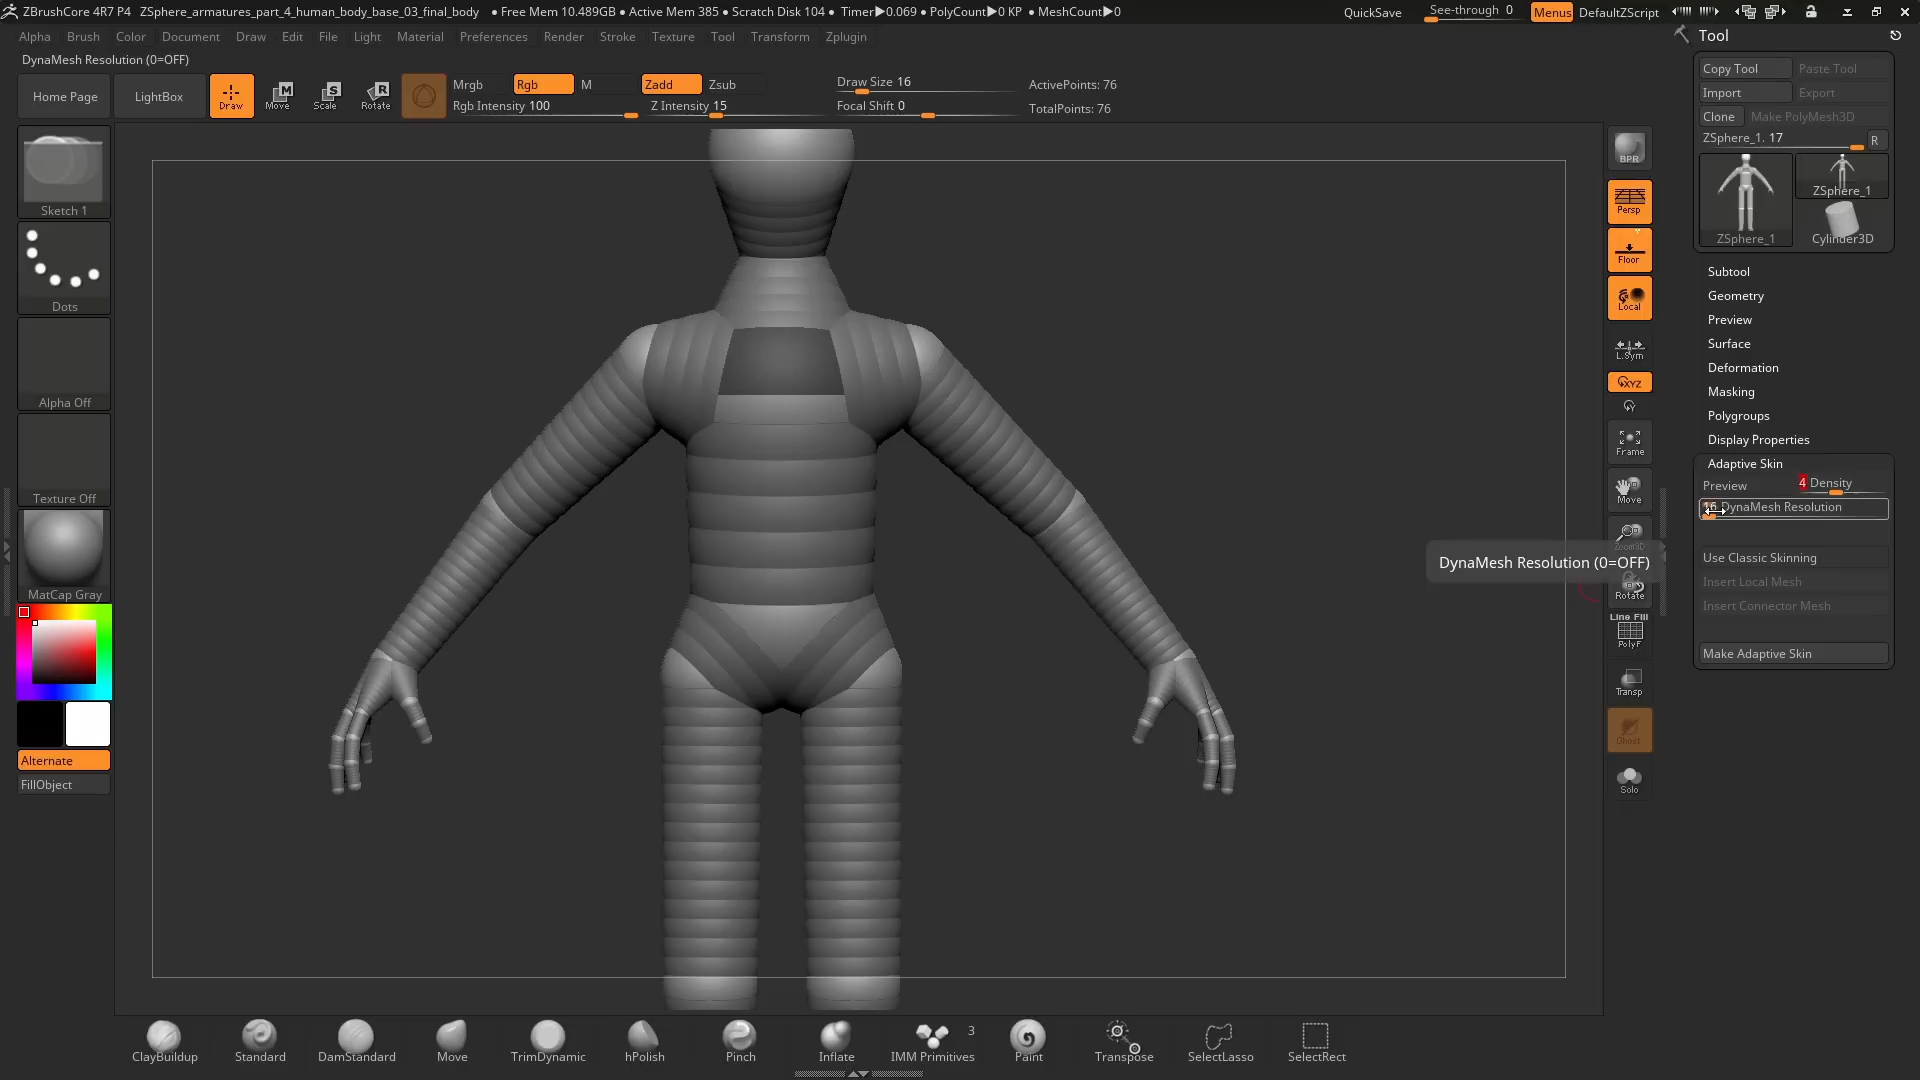 ZBrushCore 4R7 P4 ZSphere_armatures_part_4_human_body_base_03_final_body • Free Mem 10.489GB • Active Mem 385 • Scratch Disk 104 • Timer▶0.069 • PolyCount▶0 KP • MeshCount▶0 QuickSave See-through 0 Menus DefaultZScript
Alpha Brush Color Document Draw Edit File Light Material Preferences Render Stroke Texture Tool Transform Zplugin
DynaMesh Resolution (0=OFF)
Home Page LightBox Draw Move Scale Rotate
Mrgb Rgb M Zadd Zsub
Rgb Intensity 100 Z Intensity 15
Draw Size 16
Focal Shift 0
ActivePoints: 76
TotalPoints: 76
Sketch 1
Dots
Alpha Off
Texture Off
MatCap Gray
Alternate
FillObject
BPR
Persp
Floor
Local
L.Sym
XYZ
Y
Frame
Move
Zoom3D
Rotate
Line Fill
PolyF
Transp
Ghost
Solo
DynaMesh Resolution (0=OFF)
Tool
Copy Tool Paste Tool
Import Export
Clone Make PolyMesh3D
ZSphere_1. 17 R
ZSphere_1
ZSphere_1
Cylinder3D
Subtool
Geometry
Preview
Surface
Deformation
Masking
Polygroups
Display Properties
Adaptive Skin
Preview 4 Density
16 DynaMesh Resolution
Use Classic Skinning
Insert Local Mesh
Insert Connector Mesh
Make Adaptive Skin
3
ClayBuildup Standard DamStandard Move TrimDynamic hPolish Pinch Inflate IMM Primitives Paint Transpose SelectLasso SelectRect